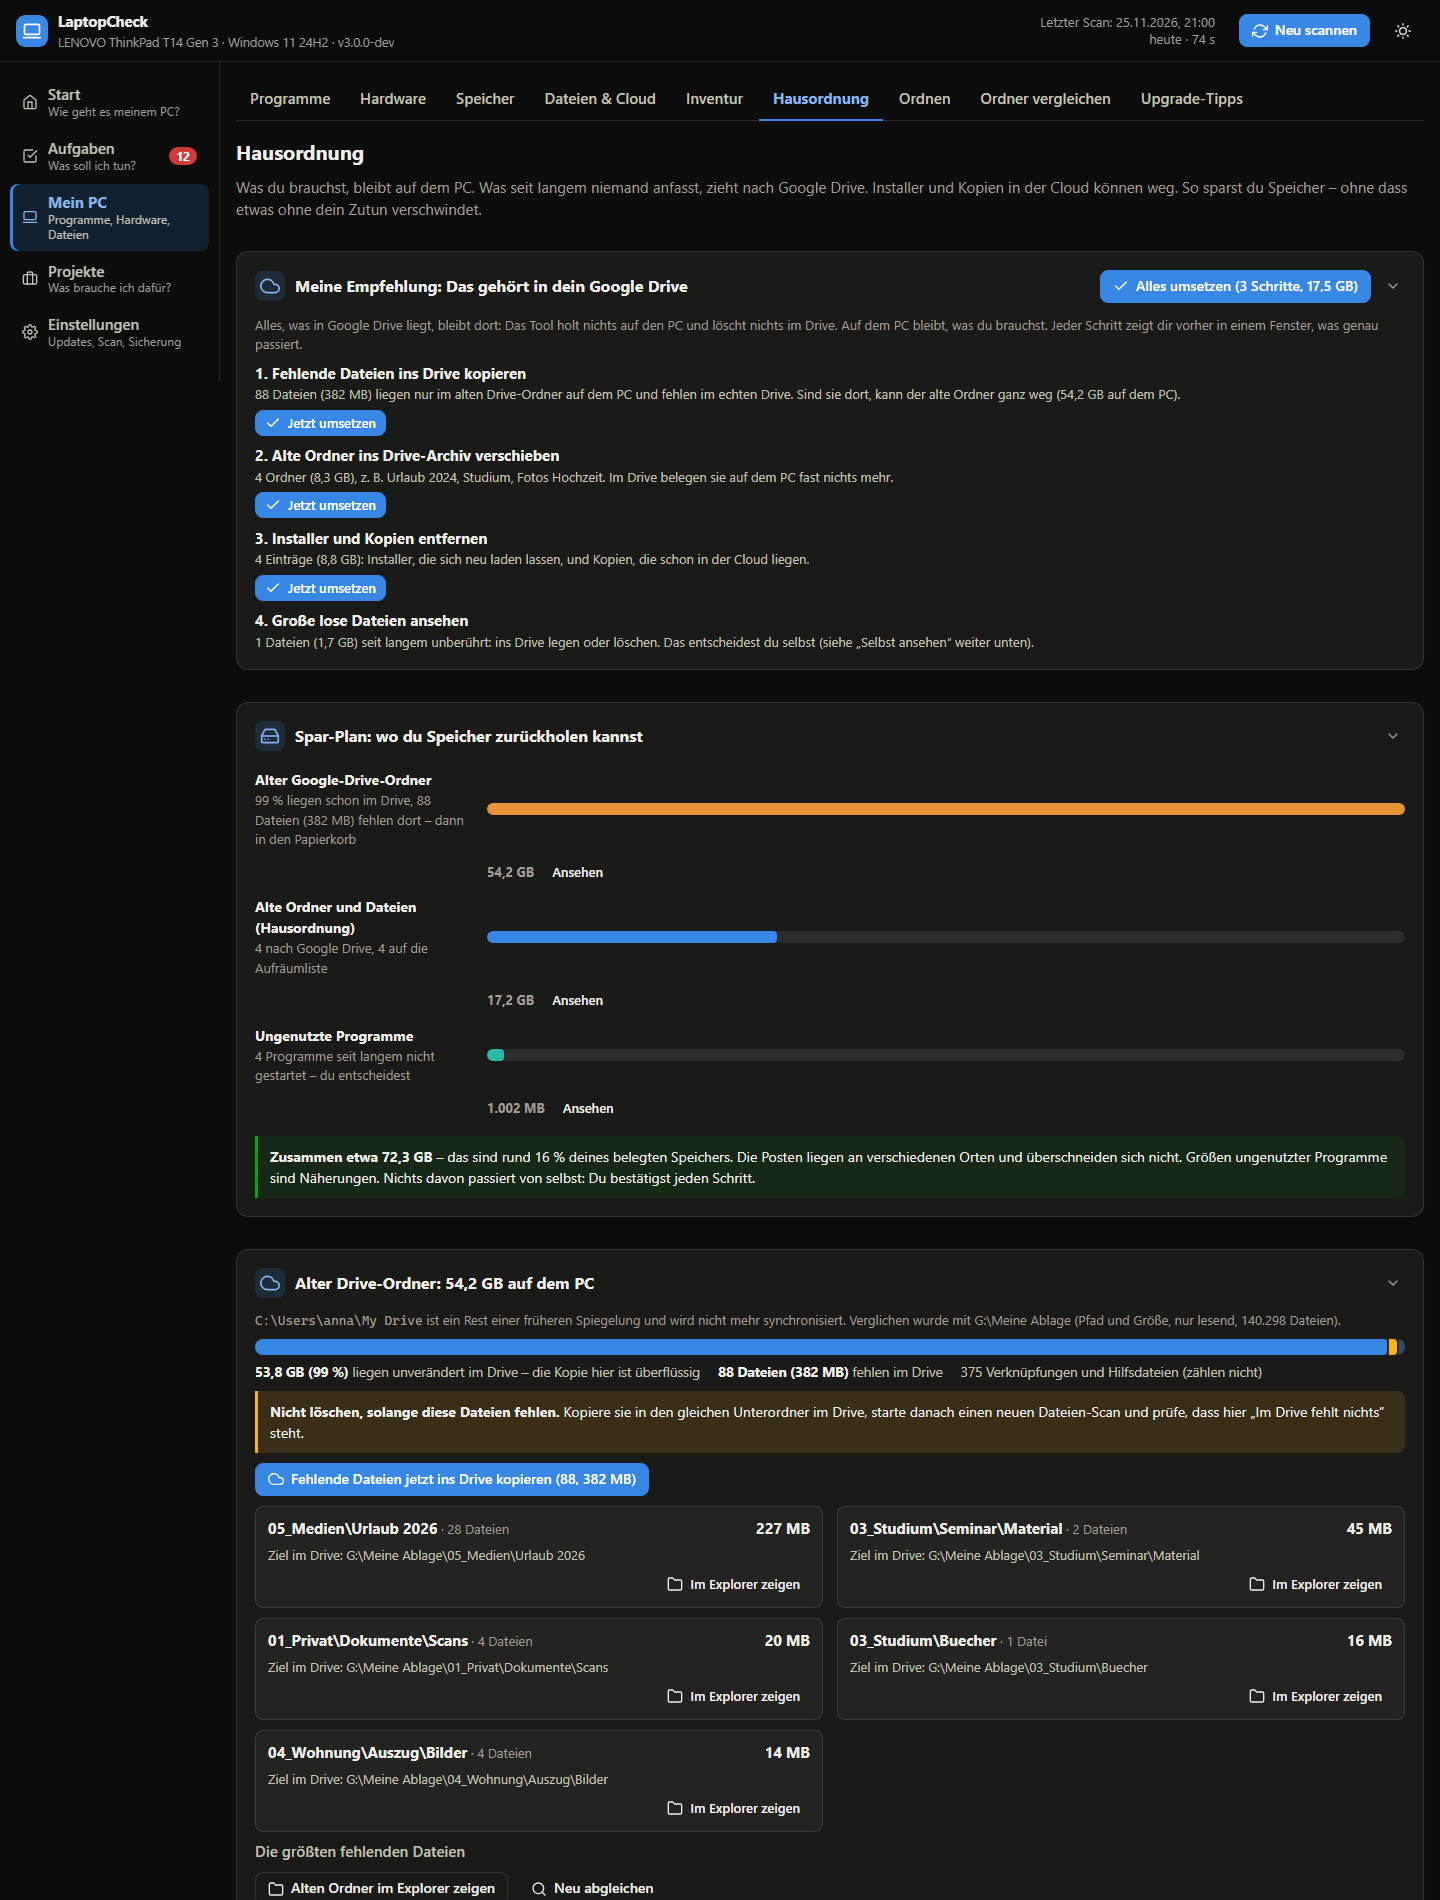 LaptopCheck
LENOVO ThinkPad T14 Gen 3 · Windows 11 24H2 · v3.0.0-dev
Letzter Scan: 25.11.2026, 21:00
heute · 74 s
Neu scannen
Start
Wie geht es meinem PC?
Aufgaben
Was soll ich tun?
12
Mein PC
Programme, Hardware,
Dateien
Projekte
Was brauche ich dafür?
Einstellungen
Updates, Scan, Sicherung
Programme
Hardware
Speicher
Dateien & Cloud
Inventur
Hausordnung
Ordnen
Ordner vergleichen
Upgrade-Tipps
Hausordnung
Was du brauchst, bleibt auf dem PC. Was seit langem niemand anfasst, zieht nach Google Drive. Installer und Kopien in der Cloud können weg. So sparst du Speicher – ohne dass
etwas ohne dein Zutun verschwindet.
Meine Empfehlung: Das gehört in dein Google Drive
Alles umsetzen (3 Schritte, 17,5 GB)
Alles, was in Google Drive liegt, bleibt dort: Das Tool holt nichts auf den PC und löscht nichts im Drive. Auf dem PC bleibt, was du brauchst. Jeder Schritt zeigt dir vorher in einem Fenster, was genau
passiert.
1. Fehlende Dateien ins Drive kopieren
88 Dateien (382 MB) liegen nur im alten Drive-Ordner auf dem PC und fehlen im echten Drive. Sind sie dort, kann der alte Ordner ganz weg (54,2 GB auf dem PC).
Jetzt umsetzen
2. Alte Ordner ins Drive-Archiv verschieben
4 Ordner (8,3 GB), z. B. Urlaub 2024, Studium, Fotos Hochzeit. Im Drive belegen sie auf dem PC fast nichts mehr.
Jetzt umsetzen
3. Installer und Kopien entfernen
4 Einträge (8,8 GB): Installer, die sich neu laden lassen, und Kopien, die schon in der Cloud liegen.
Jetzt umsetzen
4. Große lose Dateien ansehen
1 Dateien (1,7 GB) seit langem unberührt: ins Drive legen oder löschen. Das entscheidest du selbst (siehe „Selbst ansehen“ weiter unten).
Spar-Plan: wo du Speicher zurückholen kannst
Alter Google-Drive-Ordner
99 % liegen schon im Drive, 88
Dateien (382 MB) fehlen dort – dann
in den Papierkorb
54,2 GB
Ansehen
Alte Ordner und Dateien
(Hausordnung)
4 nach Google Drive, 4 auf die
Aufräumliste
17,2 GB
Ansehen
Ungenutzte Programme
4 Programme seit langem nicht
gestartet – du entscheidest
1.002 MB
Ansehen
Zusammen etwa 72,3 GB – das sind rund 16 % deines belegten Speichers. Die Posten liegen an verschiedenen Orten und überschneiden sich nicht. Größen ungenutzter Programme
sind Näherungen. Nichts davon passiert von selbst: Du bestätigst jeden Schritt.
Alter Drive-Ordner: 54,2 GB auf dem PC
C:\Users\anna\My Drive ist ein Rest einer früheren Spiegelung und wird nicht mehr synchronisiert. Verglichen wurde mit G:\Meine Ablage (Pfad und Größe, nur lesend, 140.298 Dateien).
53,8 GB (99 %) liegen unverändert im Drive – die Kopie hier ist überflüssig
88 Dateien (382 MB) fehlen im Drive
375 Verknüpfungen und Hilfsdateien (zählen nicht)
Nicht löschen, solange diese Dateien fehlen. Kopiere sie in den gleichen Unterordner im Drive, starte danach einen neuen Dateien-Scan und prüfe, dass hier „Im Drive fehlt nichts“
steht.
Fehlende Dateien jetzt ins Drive kopieren (88, 382 MB)
05_Medien\Urlaub 2026 · 28 Dateien
227 MB
Ziel im Drive: G:\Meine Ablage\05_Medien\Urlaub 2026
Im Explorer zeigen
03_Studium\Seminar\Material · 2 Dateien
45 MB
Ziel im Drive: G:\Meine Ablage\03_Studium\Seminar\Material
Im Explorer zeigen
01_Privat\Dokumente\Scans · 4 Dateien
20 MB
Ziel im Drive: G:\Meine Ablage\01_Privat\Dokumente\Scans
Im Explorer zeigen
03_Studium\Buecher · 1 Datei
16 MB
Ziel im Drive: G:\Meine Ablage\03_Studium\Buecher
Im Explorer zeigen
04_Wohnung\Auszug\Bilder · 4 Dateien
14 MB
Ziel im Drive: G:\Meine Ablage\04_Wohnung\Auszug\Bilder
Im Explorer zeigen
Die größten fehlenden Dateien
Alten Ordner im Explorer zeigen
Neu abgleichen